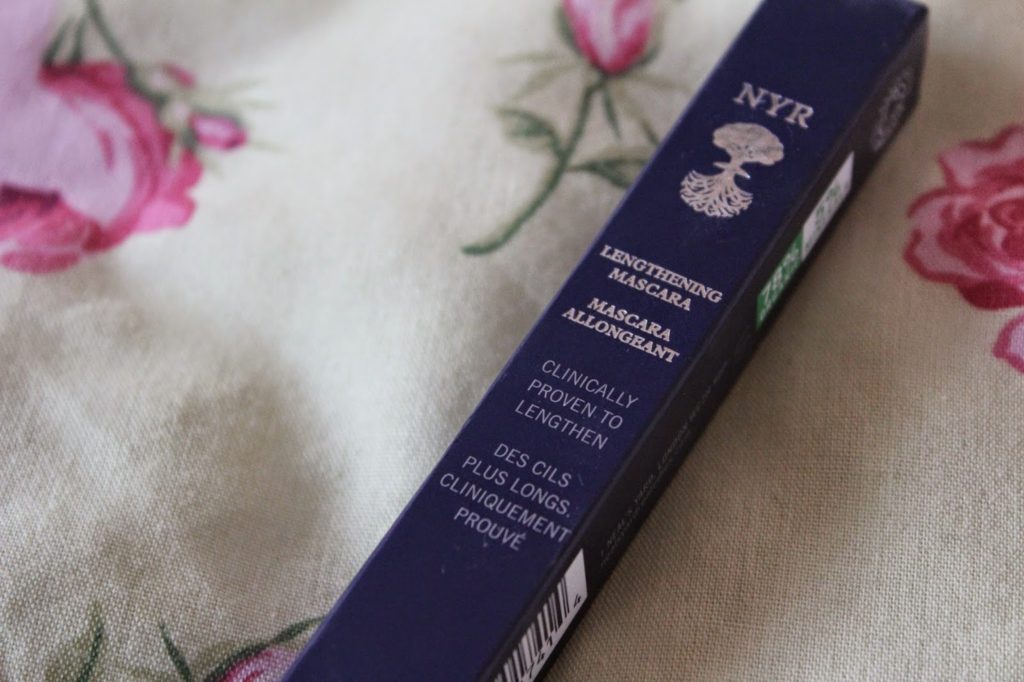 NYR
LENGTHENING
MASCARA
MASCARA
ALLONGEANT
CLINICALLY
PROVEN TO
LENGTHEN
DES CILS
PLUS LONGS.
CLINIQUEMENT
PROUVÉ